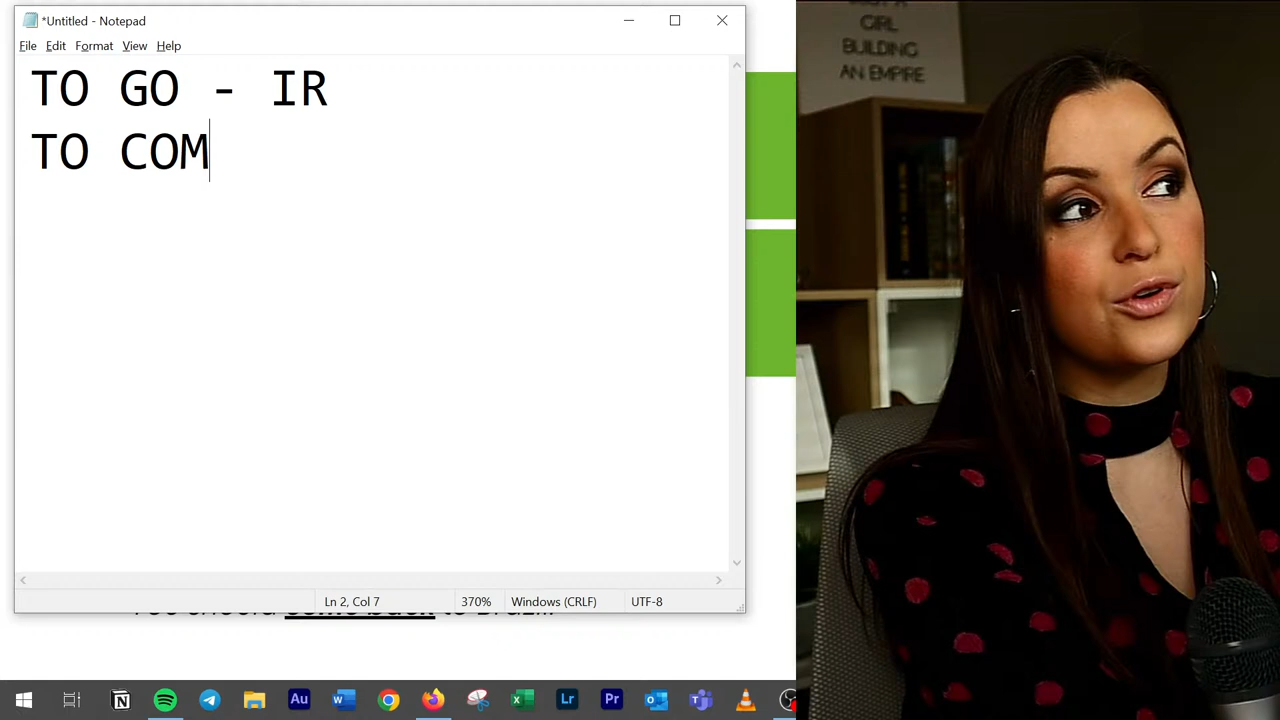 *Untitled - Notepad
File Edit Format View Help
TO GO - IR
TO COM
Ln 2, Col 7 370% Windows (CRLF) UTF-8
GIRL
BUILDING
AN EMPIRE